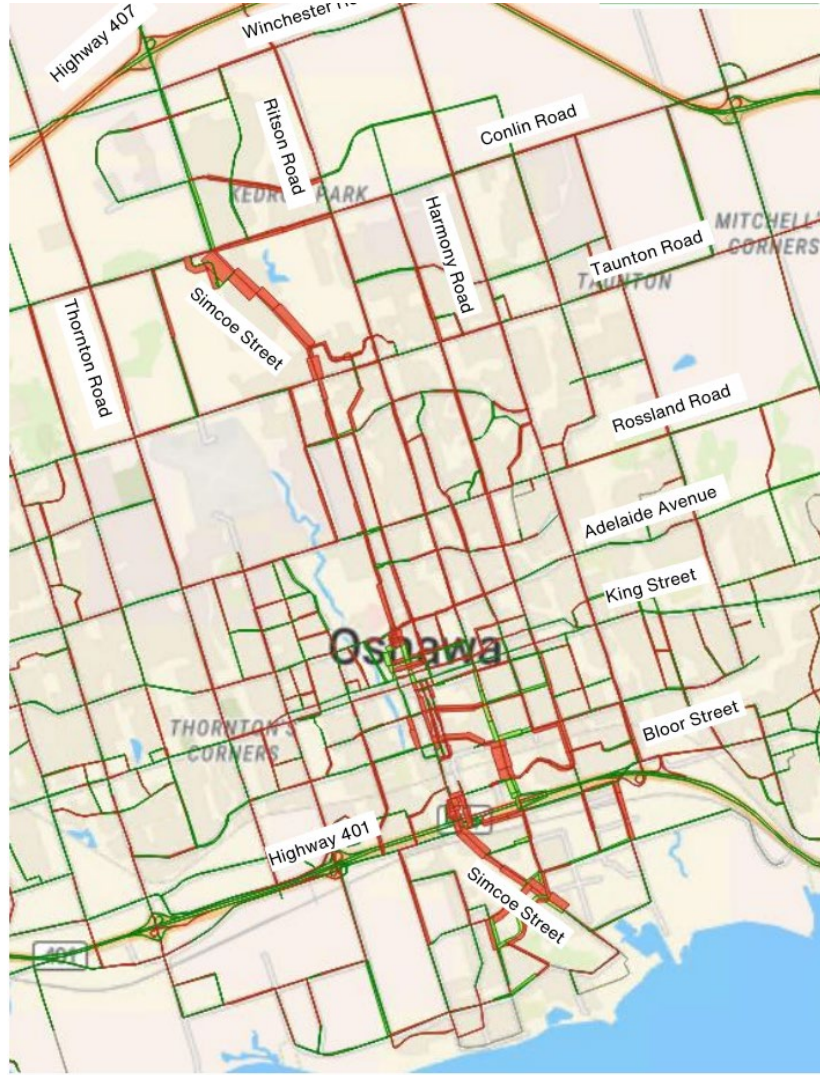 Highway 407
Winchester
Ritson Road
Conlin Road
PARK
Harmony Road
MITCHELL'S
CORNERS
Taunton Road
TAUNTON
Simcoe Street
Thornton Road
Rossland Road
Adelaide Avenue
King Street
Oshawa
THORNTON'S
CORNERS
Bloor Street
Highway 401
Simcoe Street
401